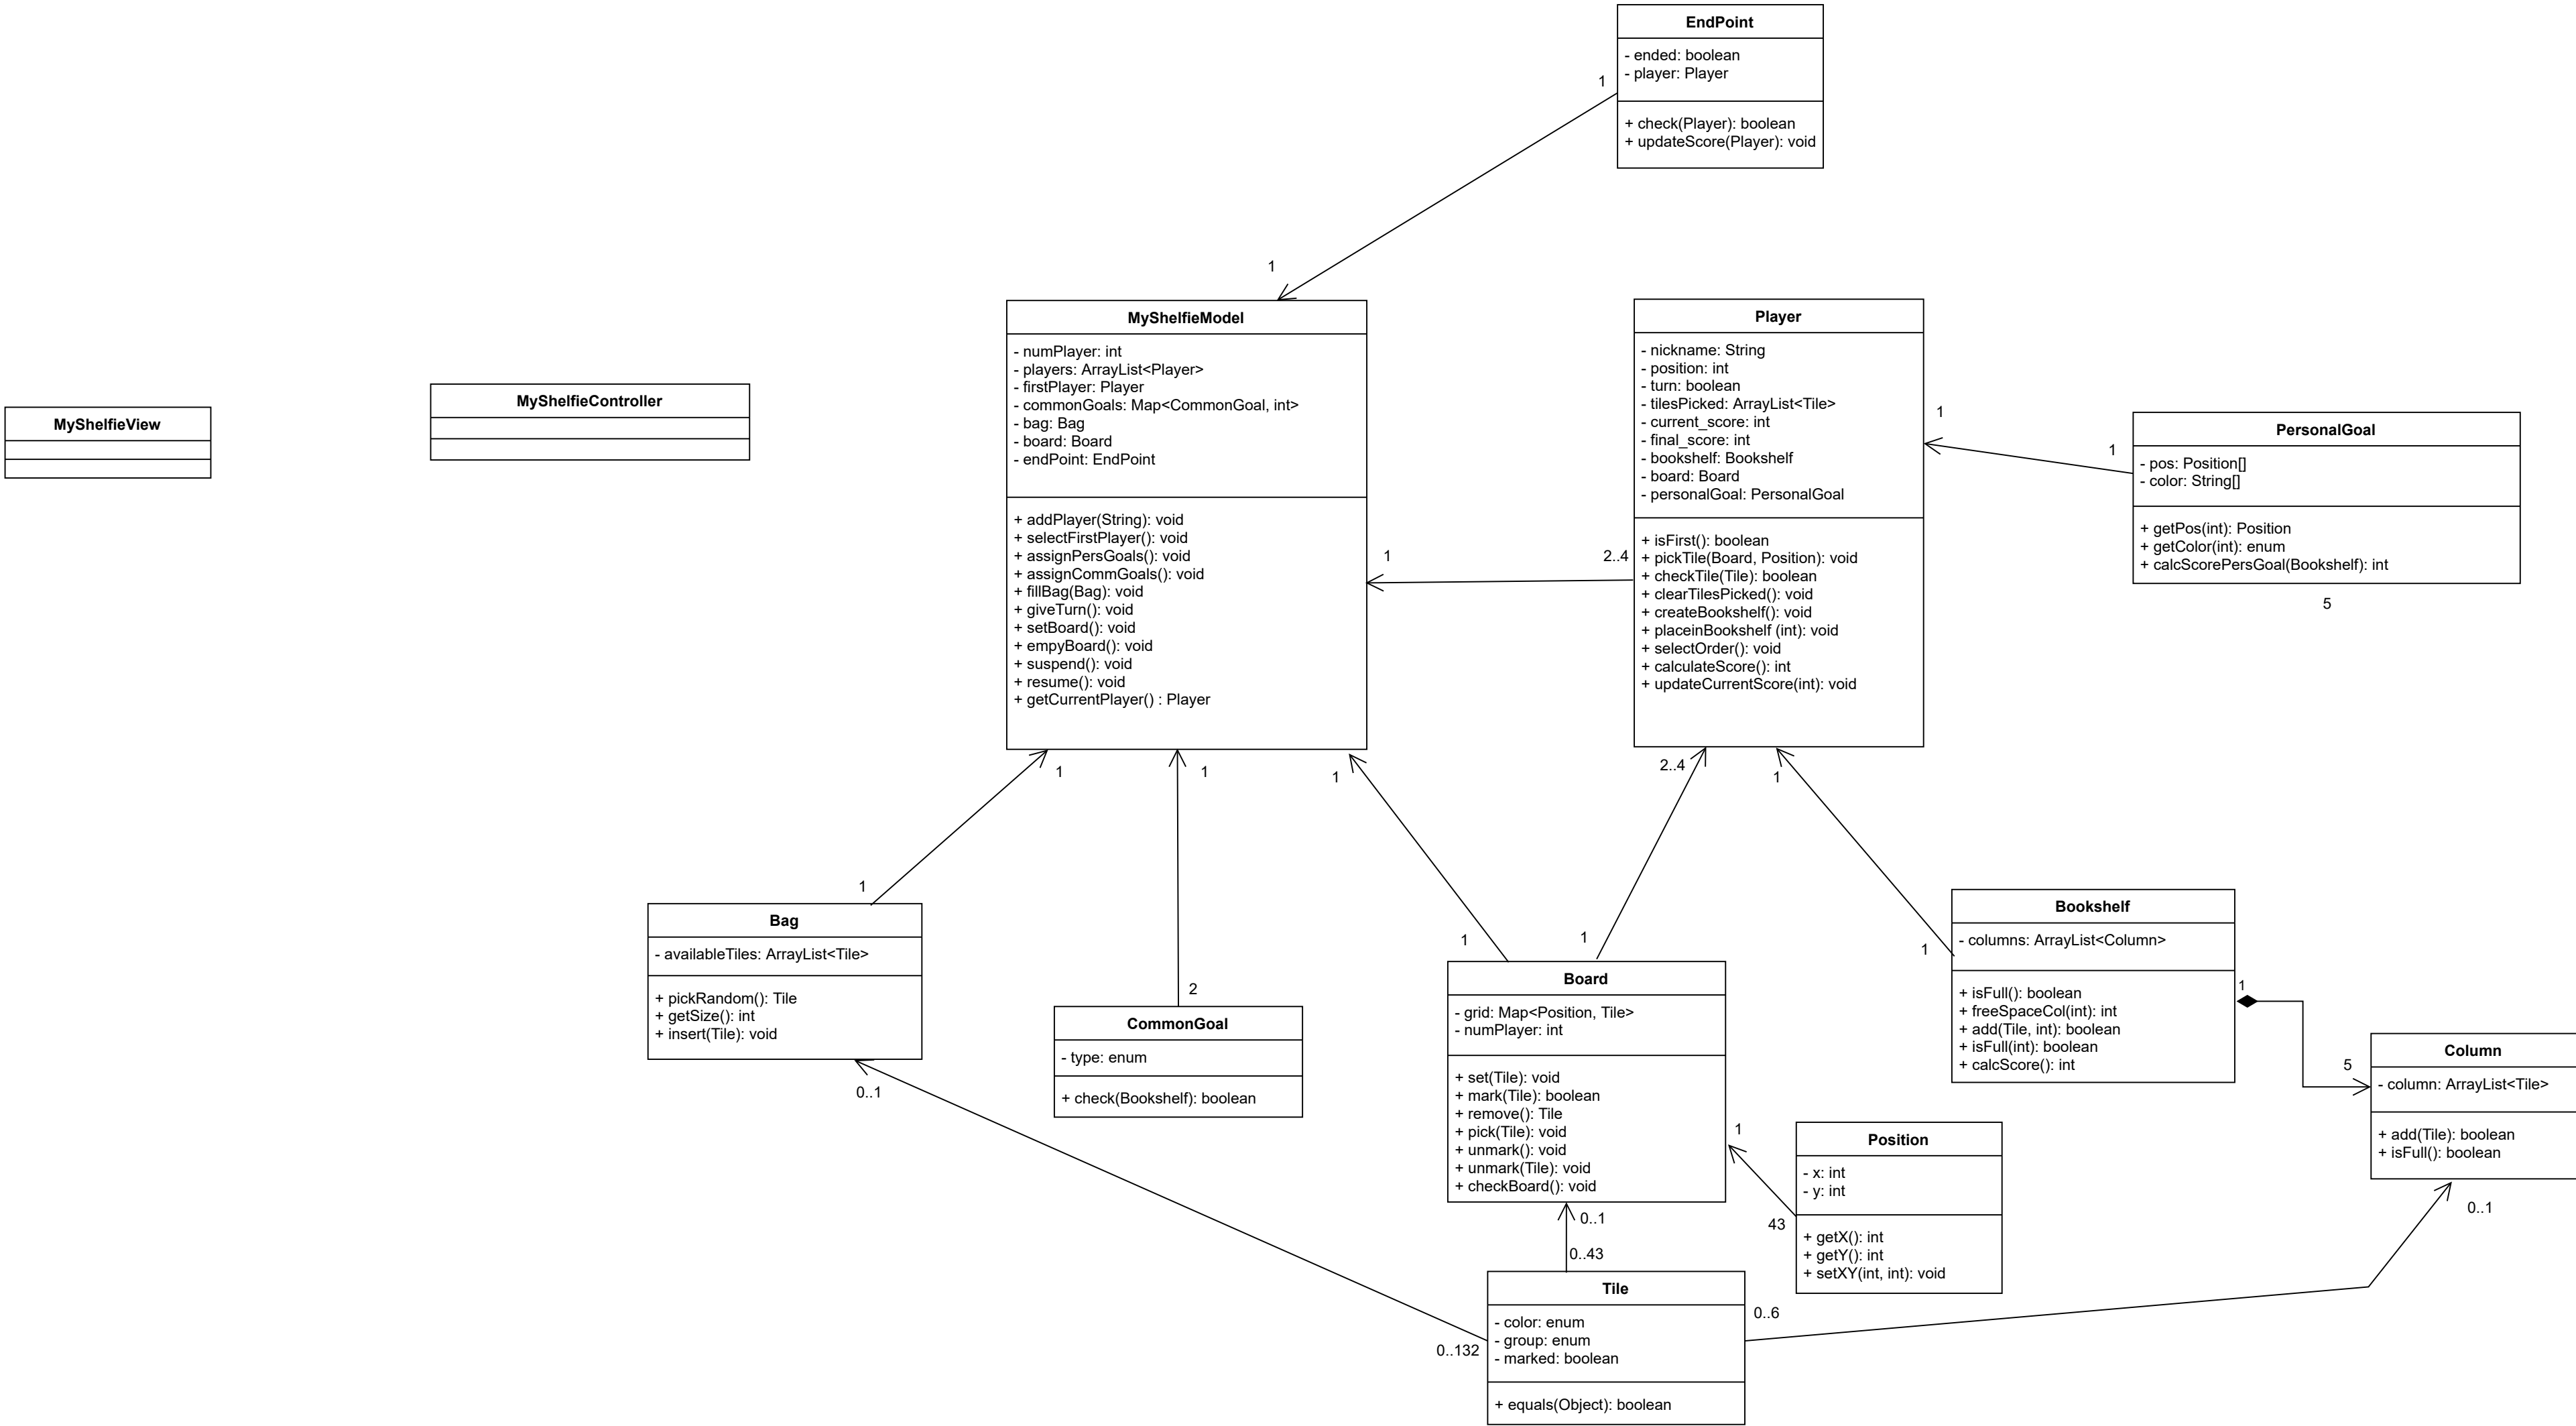 EndPoint
- ended: boolean
- player: Player
+ check(Player): boolean
+ updateScore(Player): void
1
1
MyShelfieView
MyShelfieController
MyShelfieModel
- numPlayer: int
- players: ArrayList<Player>
- firstPlayer: Player
- commonGoals: Map<CommonGoal, int>
- bag: Bag
- board: Board
- endPoint: EndPoint
+ addPlayer(String): void
+ selectFirstPlayer(): void
+ assignPersGoals(): void
+ assignCommGoals(): void
+ fillBag(Bag): void
+ giveTurn(): void
+ setBoard(): void
+ empyBoard(): void
+ suspend(): void
+ resume(): void
+ getCurrentPlayer() : Player
1
2..4
Player
- nickname: String
- position: int
- turn: boolean
- tilesPicked: ArrayList<Tile>
- current_score: int
- final_score: int
- bookshelf: Bookshelf
- board: Board
- personalGoal: PersonalGoal
+ isFirst(): boolean
+ pickTile(Board, Position): void
+ checkTile(Tile): boolean
+ clearTilesPicked(): void
+ createBookshelf(): void
+ placeinBookshelf (int): void
+ selectOrder(): void
+ calculateScore(): int
+ updateCurrentScore(int): void
1
1
PersonalGoal
- pos: Position[]
- color: String[]
+ getPos(int): Position
+ getColor(int): enum
+ calcScorePersGoal(Bookshelf): int
5
1
1
1
2..4
1
1
2
1
1
1
Bag
- availableTiles: ArrayList<Tile>
+ pickRandom(): Tile
+ getSize(): int
+ insert(Tile): void
0..1
CommonGoal
- type: enum
+ check(Bookshelf): boolean
Board
- grid: Map<Position, Tile>
- numPlayer: int
+ set(Tile): void
+ mark(Tile): boolean
+ remove(): Tile
+ pick(Tile): void
+ unmark(): void
+ unmark(Tile): void
+ checkBoard(): void
Bookshelf
- columns: ArrayList<Column>
+ isFull(): boolean
+ freeSpaceCol(int): int
+ add(Tile, int): boolean
+ isFull(int): boolean
+ calcScore(): int
1
5
Column
- column: ArrayList<Tile>
+ add(Tile): boolean
+ isFull(): boolean
0..1
1
43
Position
- x: int
- y: int
+ getX(): int
+ getY(): int
+ setXY(int, int): void
0..1
0..43
Tile
- color: enum
- group: enum
- marked: boolean
+ equals(Object): boolean
0..6
0..132